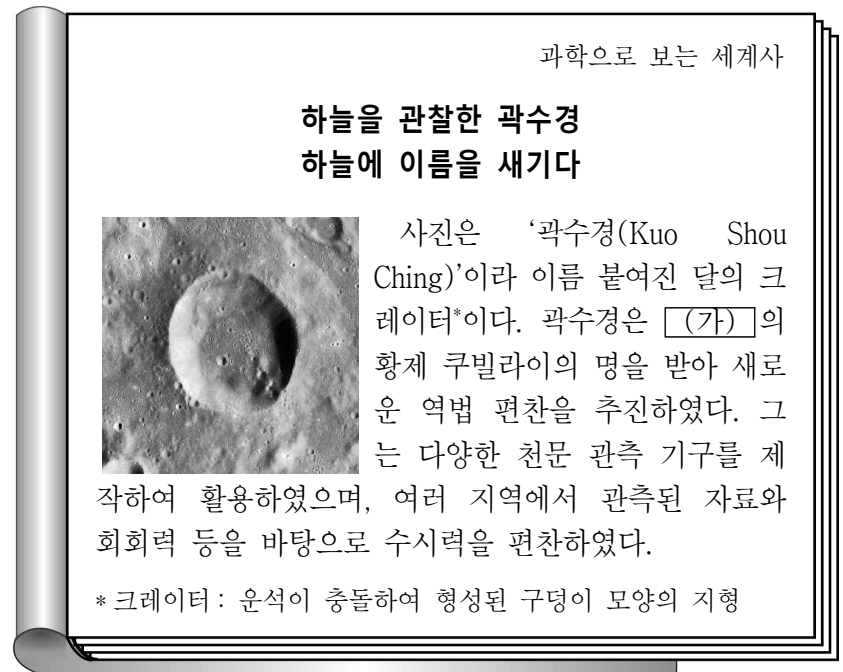 과학으로 보는 세계사
하늘을 관찰한 곽수경
하늘에 이름을 새기다
사진은 '곽수경(Kuo Shou
Ching)'이라 이름 붙여진 달의 크
레이터*이다. 곽수경은 (가) 의
황제 쿠빌라이의 명을 받아 새로
운 역법 편찬을 추진하였다. 그
는 다양한 천문 관측 기구를 제
작하여 활용하였으며, 여러 지역에서 관측된 자료와
회회력 등을 바탕으로 수시력을 편찬하였다.
* 크레이터 : 운석이 충돌하여 형성된 구덩이 모양의 지형